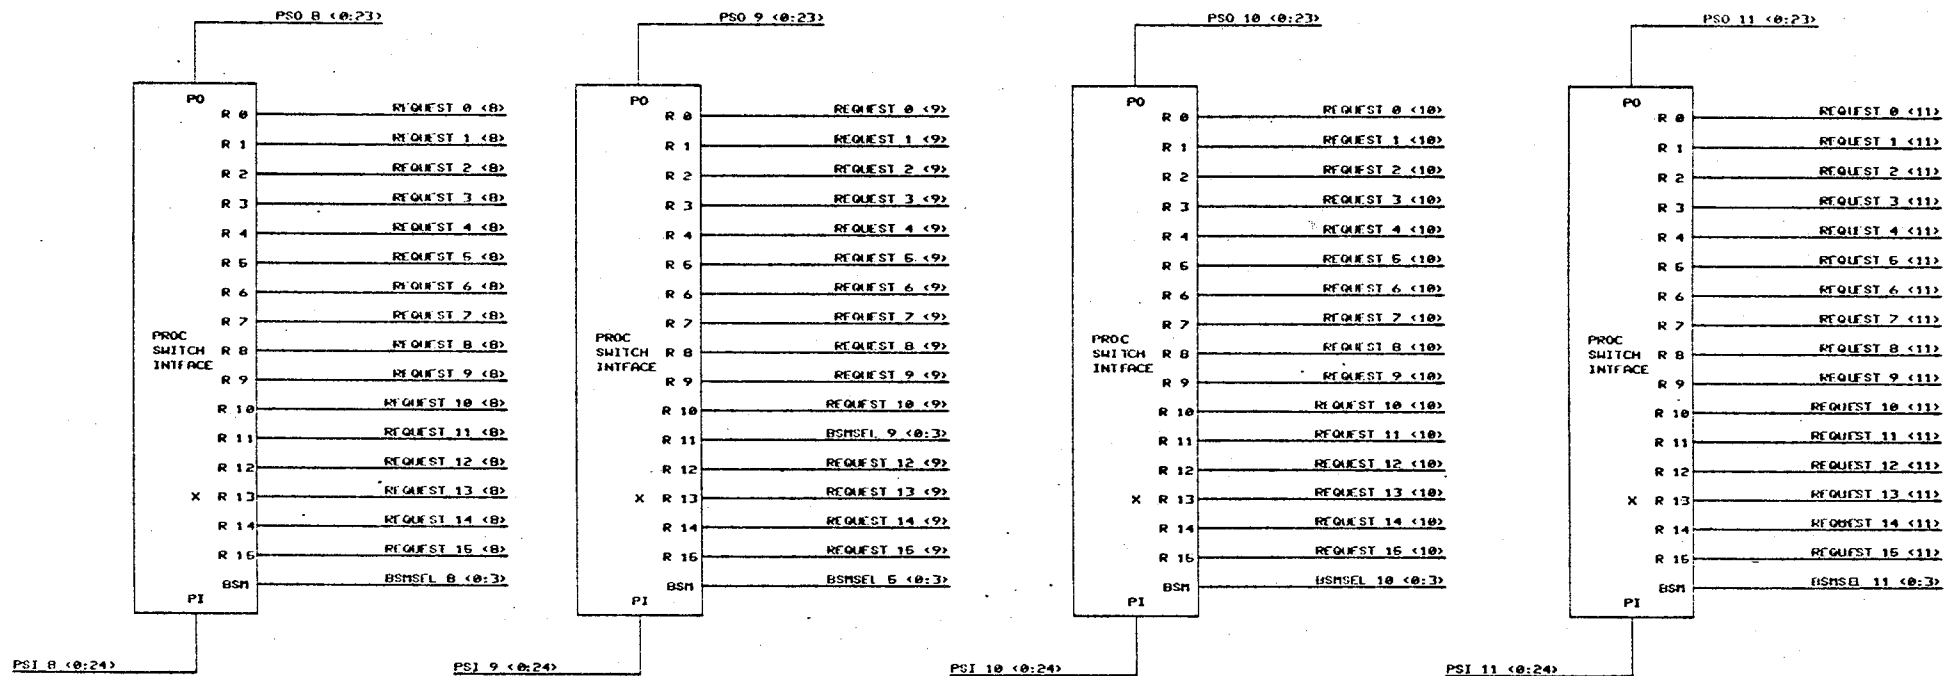 PSO 8 <0:23>
PO
R 0 REQUEST 0 <8>
R 1 REQUEST 1 <8>
R 2 REQUEST 2 <8>
R 3 REQUEST 3 <8>
R 4 REQUEST 4 <8>
R 5 REQUEST 5 <8>
R 6 REQUEST 6 <8>
R 7 REQUEST 7 <8>
PROC
SWITCH
INTFACE
R 8 REQUEST 8 <8>
R 9 REQUEST 9 <8>
R 10 REQUEST 10 <8>
R 11 REQUEST 11 <8>
R 12 REQUEST 12 <8>
X R 13 REQUEST 13 <8>
R 14 REQUEST 14 <8>
R 15 REQUEST 15 <8>
BSM BSMSEL 8 <0:3>
PI
PSI 8 <0:24>
PSO 9 <0:23>
PO
R 0 REQUEST 0 <9>
R 1 REQUEST 1 <9>
R 2 REQUEST 2 <9>
R 3 REQUEST 3 <9>
R 4 REQUEST 4 <9>
R 5 REQUEST 5 <9>
R 6 REQUEST 6 <9>
R 7 REQUEST 7 <9>
PROC
SWITCH
INTFACE
R 8 REQUEST 8 <9>
R 9 REQUEST 9 <9>
R 10 REQUEST 10 <9>
R 11 BSMSEL 9 <0:3>
R 12 REQUEST 12 <9>
X R 13 REQUEST 13 <9>
R 14 REQUEST 14 <9>
R 15 REQUEST 15 <9>
BSM BSMSEL 5 <0:3>
PI
PSI 9 <0:24>
PSO 10 <0:23>
PO
R 0 REQUEST 0 <10>
R 1 REQUEST 1 <10>
R 2 REQUEST 2 <10>
R 3 REQUEST 3 <10>
R 4 REQUEST 4 <10>
R 5 REQUEST 5 <10>
R 6 REQUEST 6 <10>
R 7 REQUEST 7 <10>
PROC
SWITCH
INTFACE
R 8 REQUEST 8 <10>
R 9 REQUEST 9 <10>
R 10 REQUEST 10 <10>
R 11 REQUEST 11 <10>
R 12 REQUEST 12 <10>
X R 13 REQUEST 13 <10>
R 14 REQUEST 14 <10>
R 15 REQUEST 15 <10>
BSM BSMSEL 10 <0:3>
PI
PSI 10 <0:24>
PSO 11 <0:23>
PO
R 0 REQUEST 0 <11>
R 1 REQUEST 1 <11>
R 2 REQUEST 2 <11>
R 3 REQUEST 3 <11>
R 4 REQUEST 4 <11>
R 5 REQUEST 5 <11>
R 6 REQUEST 6 <11>
R 7 REQUEST 7 <11>
PROC
SWITCH
INTFACE
R 8 REQUEST 8 <11>
R 9 REQUEST 9 <11>
R 10 REQUEST 10 <11>
R 11 REQUEST 11 <11>
R 12 REQUEST 12 <11>
X R 13 REQUEST 13 <11>
R 14 REQUEST 14 <11>
R 15 REQUEST 15 <11>
BSM BSMSEL 11 <0:3>
PI
PSI 11 <0:24>